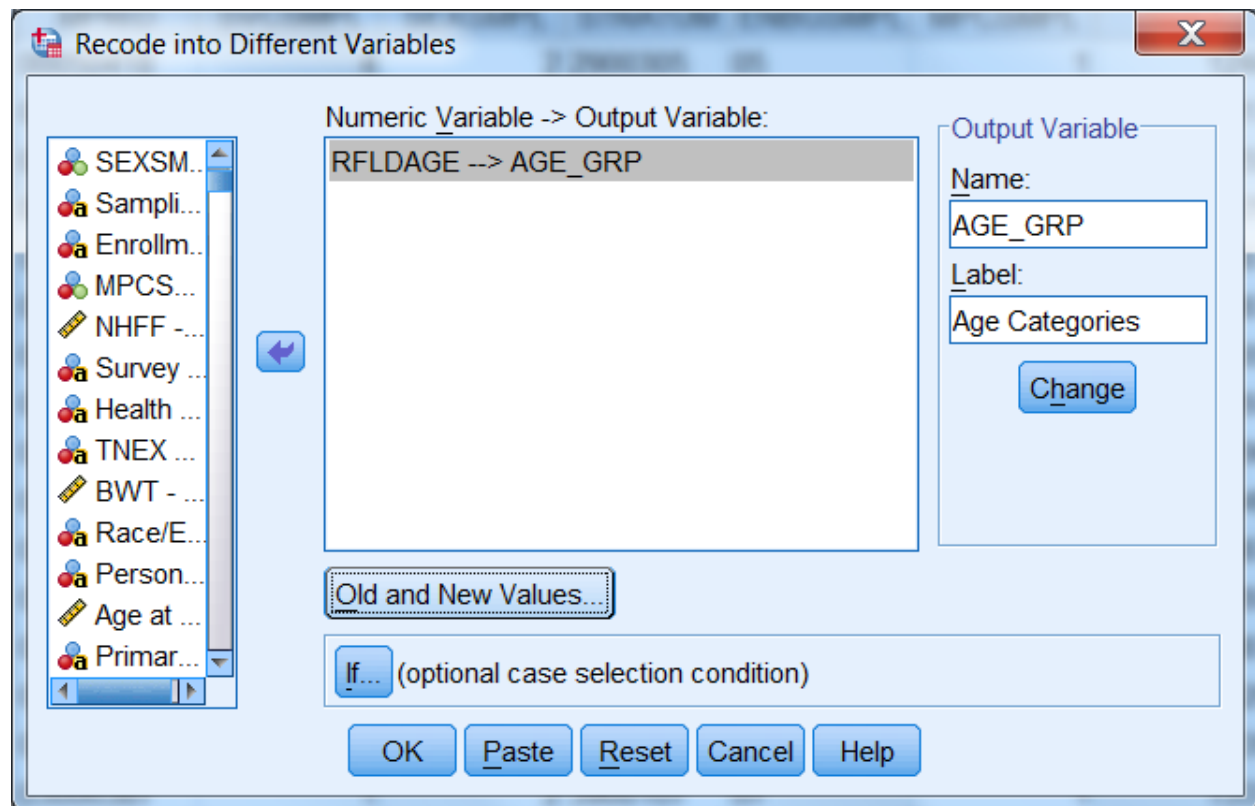 Recode into Different Variables
X
SEXSM...
Sampli...
Enrollm...
MPCS...
NHFF -...
Survey ...
Health ...
TNEX ...
BWT - ...
Race/E...
Person...
Age at ...
Primar...
Numeric Variable -> Output Variable:
RFLDAGE --> AGE_GRP
Old and New Values...
If... (optional case selection condition)
Output Variable
Name:
AGE_GRP
Label:
Age Categories
Change
OK Paste Reset Cancel Help